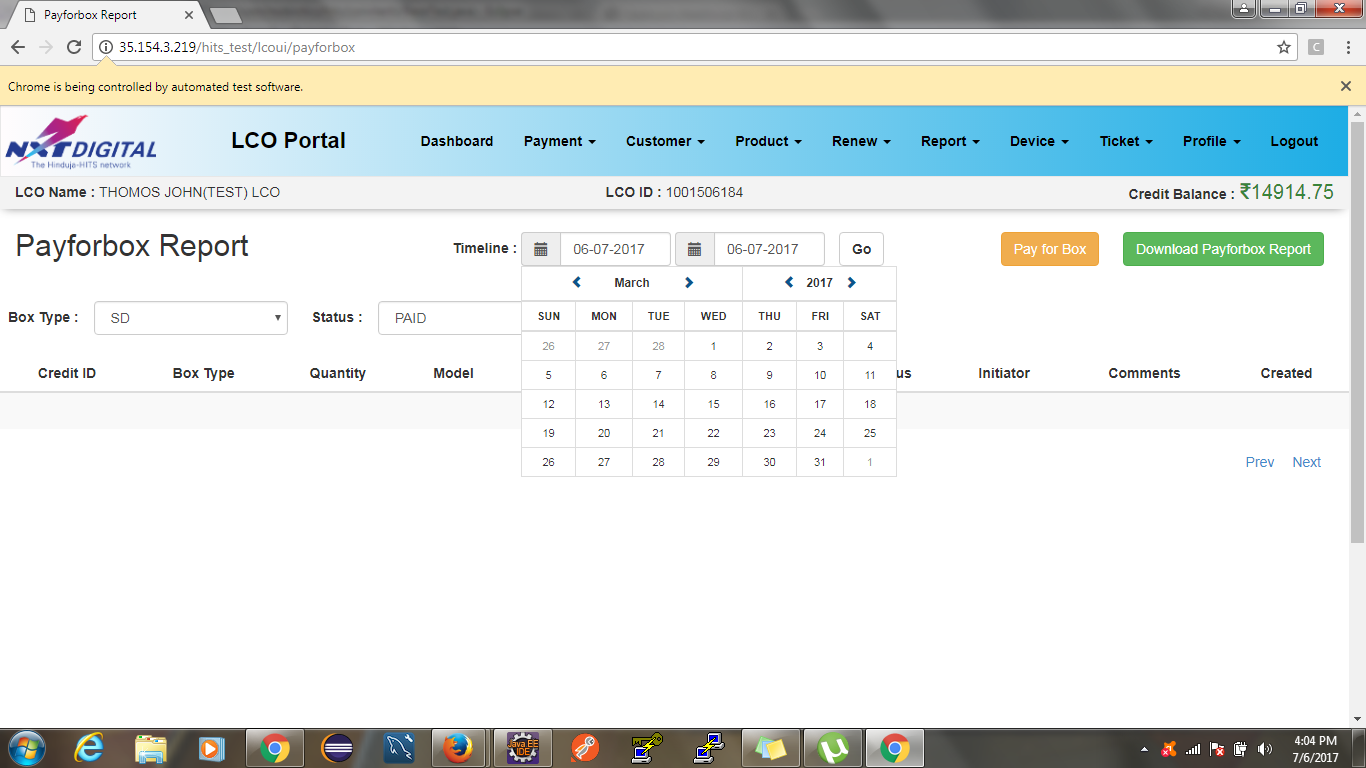 Payforbox Report
35.154.3.219/hits_test/lcoui/payforbox
C
Chrome is being controlled by automated test software.
NXTDIGITAL
The Hinduja-HITS network
LCO Portal
Dashboard Payment Customer Product Renew Report Device Ticket Profile Logout
LCO Name : THOMOS JOHN(TEST) LCO LCO ID : 1001506184 Credit Balance : ₹14914.75
Payforbox Report Timeline : 06-07-2017 06-07-2017 Go Pay for Box Download Payforbox Report
March 2017
Box Type : SD Status : PAID
SUN MON TUE WED THU FRI SAT
26 27 28 1 2 3 4
Credit ID Box Type Quantity Model us Initiator Comments Created
5 6 7 8 9 10 11
12 13 14 15 16 17 18
19 20 21 22 23 24 25
26 27 28 29 30 31 1
Prev Next
Java EE
IDE
4:04 PM
7/6/2017